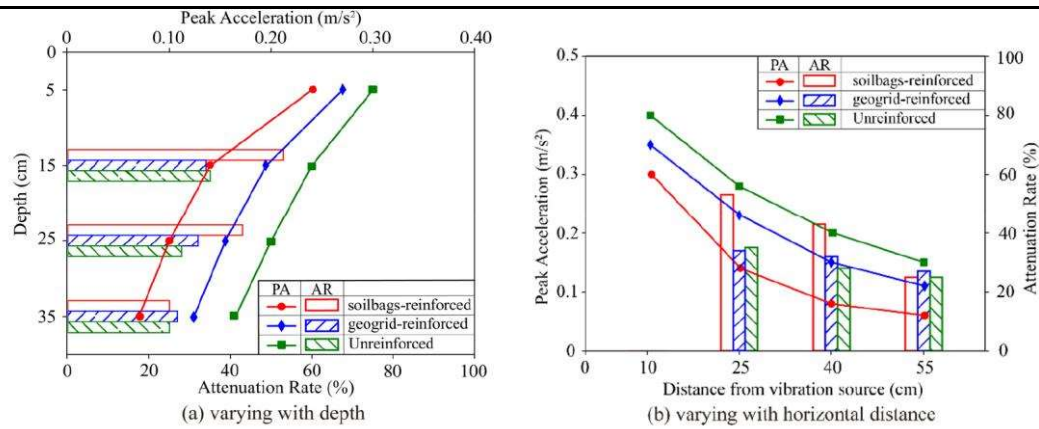 Peak Acceleration (m/s²)
0 0.10 0.20 0.30 0.40
0
5
15
25
35
Depth (cm)
PA AR
soilbags-reinforced
geogrid-reinforced
Unreinforced
0 20 40 60 80 100
Attenuation Rate (%)
(a) varying with depth
0.5
0.4
0.3
0.2
0.1
0
Peak Acceleration (m/s²)
PA AR
soilbags-reinforced
geogrid-reinforced
Unreinforced
100
80
60
40
20
0
Attenuation Rate (%)
10 25 40 55
Distance from vibration source (cm)
(b) varying with horizontal distance